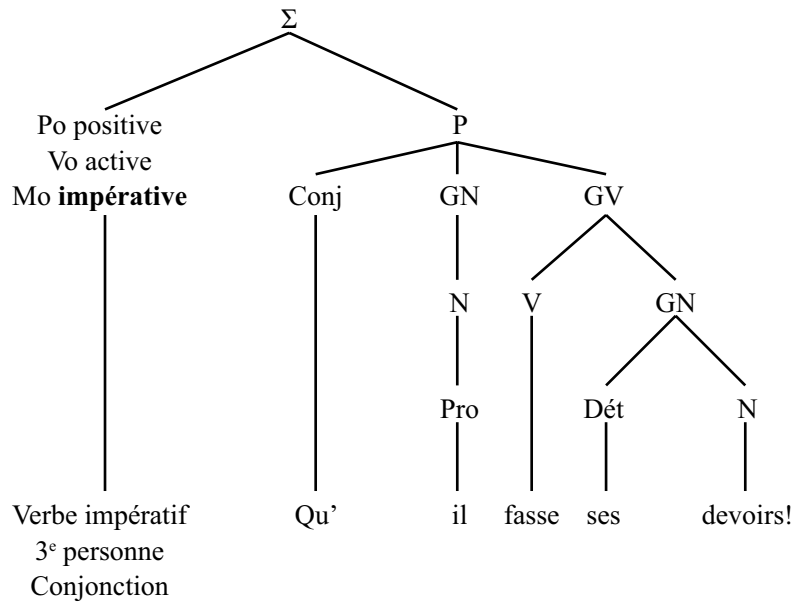 Σ
Po positive P
Vo active
Mo impérative Conj GN GV
N V GN
Pro Dét N
Verbe impératif Qu’ il fasse ses devoirs!
3e personne
Conjonction